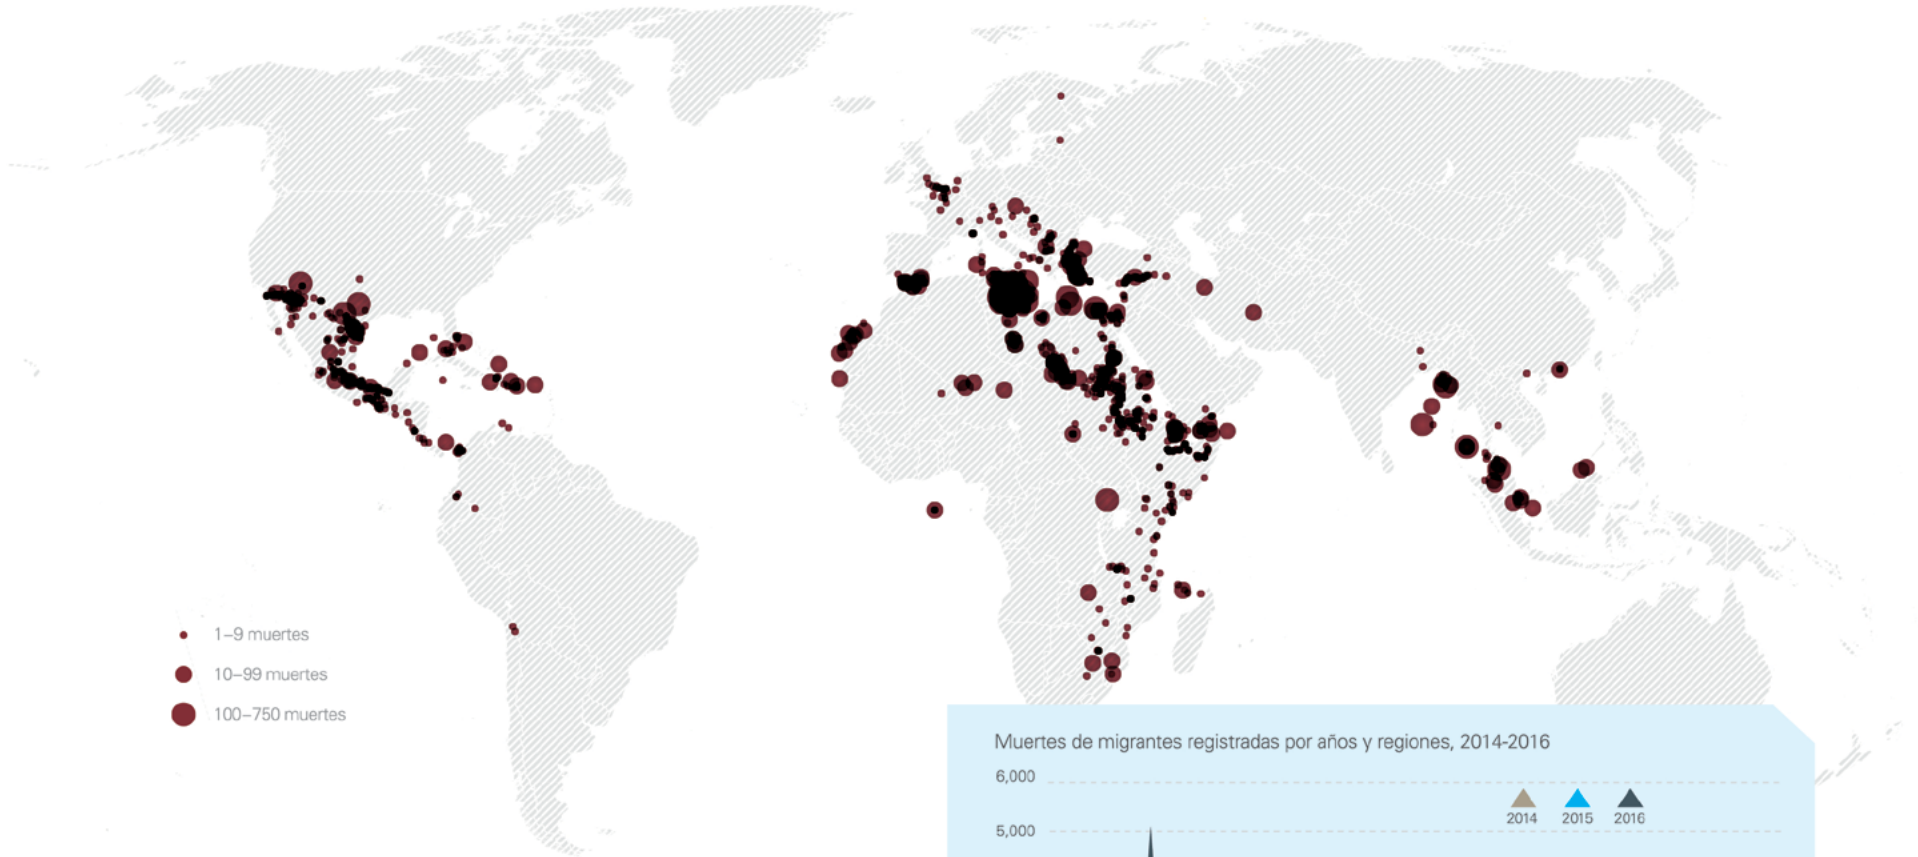 1–9 muertes
10–99 muertes
100–750 muertes
Muertes de migrantes registradas por años y regiones, 2014-2016
6,000
2014 2015 2016
5,000